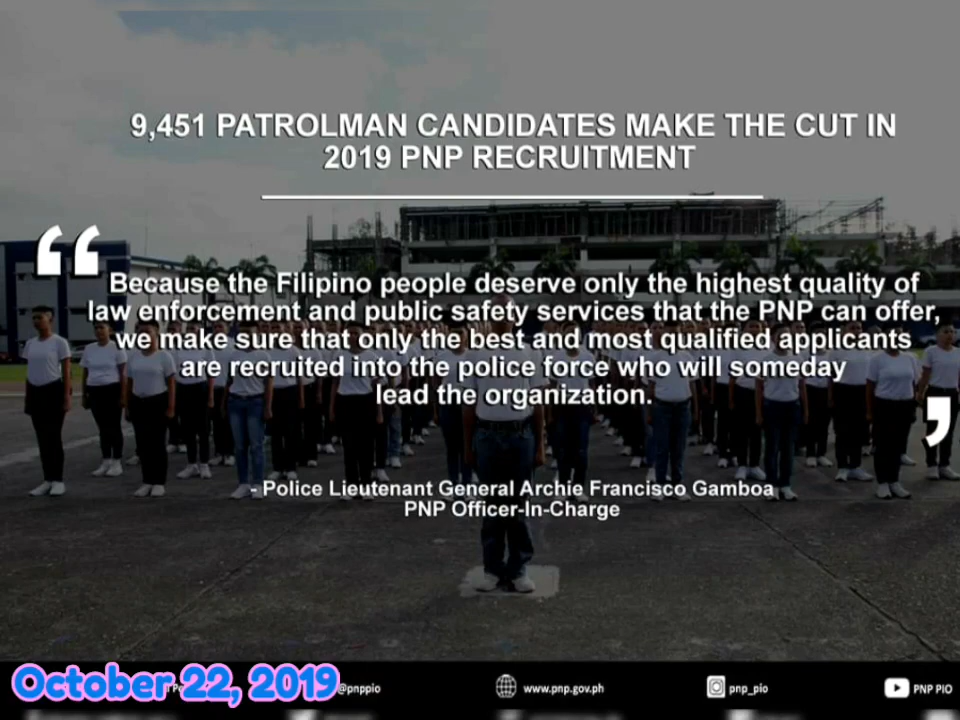 9,451 PATROLMAN CANDIDATES MAKE THE CUT IN
2019 PNP RECRUITMENT
“
Because the Filipino people deserve only the highest quality of
law enforcement and public safety services that the PNP can offer,
we make sure that only the best and most qualified applicants
are recruited into the police force who will someday
lead the organization.
’
- Police Lieutenant General Archie Francisco Gamboa
PNP Officer-In-Charge
October 22, 2019
@pnppio
www.pnp.gov.ph
pnp_pio
PNP PIO